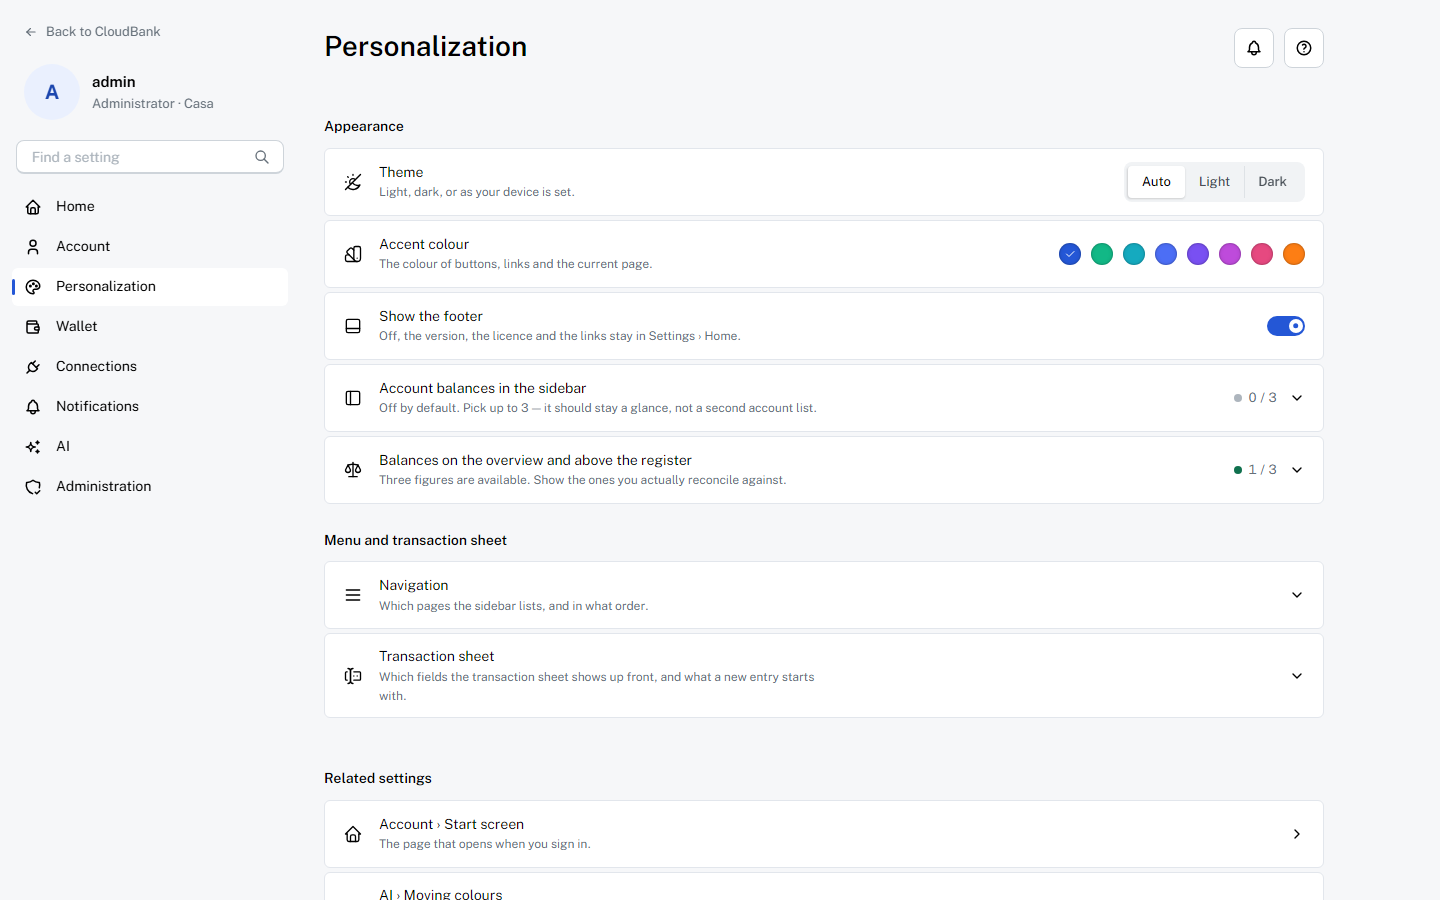 Back to CloudBank
A
admin
Administrator · Casa
Find a setting
Home
Account
Personalization
Wallet
Connections
Notifications
AI
Administration
Personalization
Appearance
Theme
Light, dark, or as your device is set.
Auto
Light
Dark
Accent colour
The colour of buttons, links and the current page.
Show the footer
Off, the version, the licence and the links stay in Settings › Home.
Account balances in the sidebar
Off by default. Pick up to 3 — it should stay a glance, not a second account list.
0 / 3
Balances on the overview and above the register
Three figures are available. Show the ones you actually reconcile against.
1 / 3
Menu and transaction sheet
Navigation
Which pages the sidebar lists, and in what order.
Transaction sheet
Which fields the transaction sheet shows up front, and what a new entry starts
with.
Related settings
Account › Start screen
The page that opens when you sign in.
AI › Moving colours